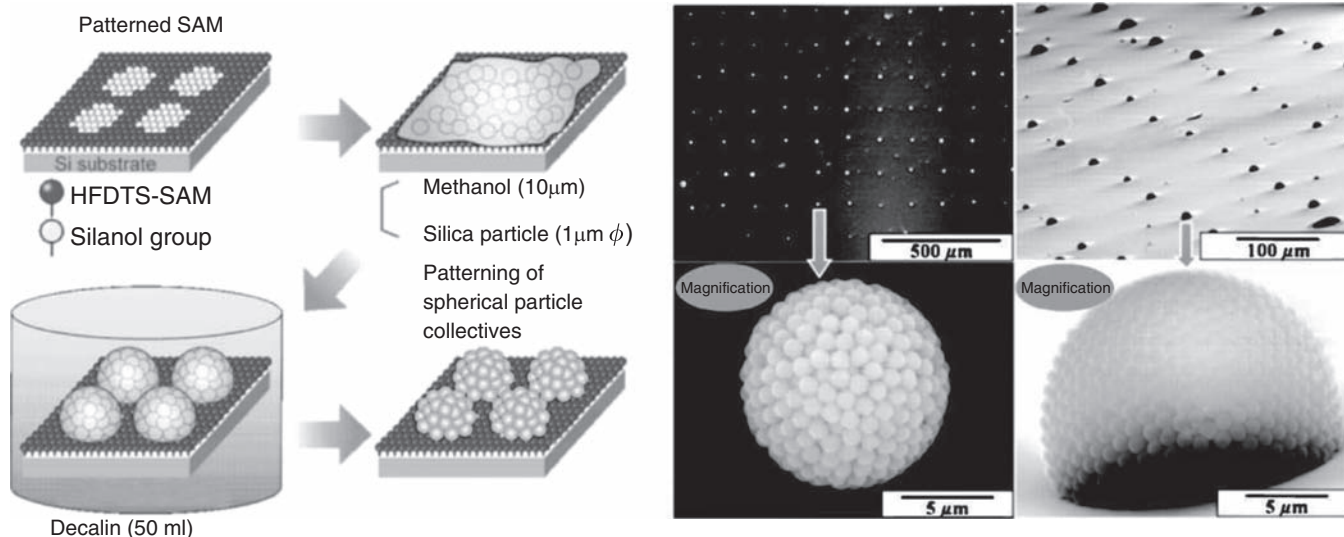 Patterned SAM
Si substrate
HFDTS-SAM
Silanol group
Methanol (10μm)
Silica particle (1μm ϕ)
Patterning of
spherical particle
collectives
Decalin (50 ml)
500 μm
100 μm
Magnification
5 μm
Magnification
5 μm